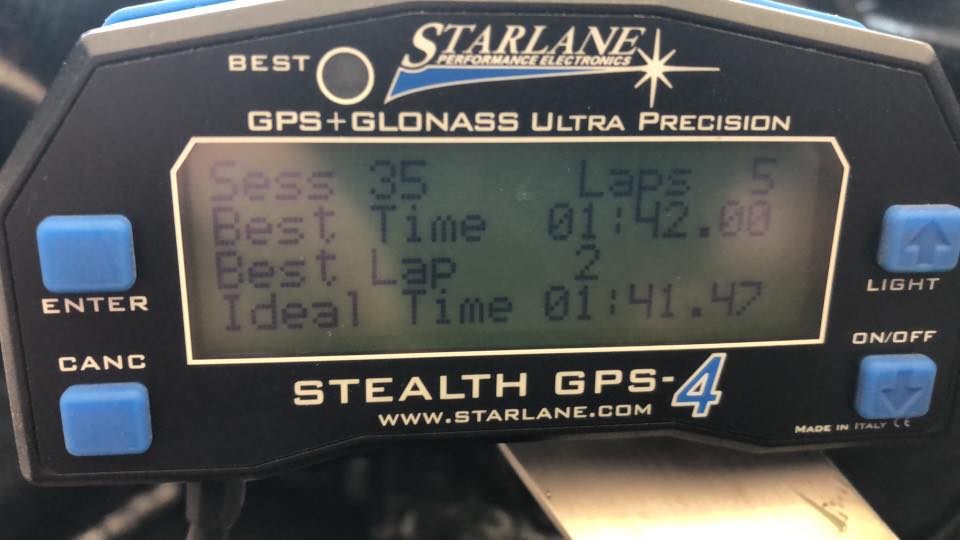 STARLANE
PERFORMANCE ELECTRONICS
BEST
GPS+GLONASS ULTRA PRECISION
Sess 35 Laps 5
Best Time 01:42.00
Best Lap 2
Ideal Time 01:41.47
ENTER
CANC
LIGHT
ON/OFF
STEALTH GPS-4
WWW.STARLANE.COM
MADE IN ITALY CE